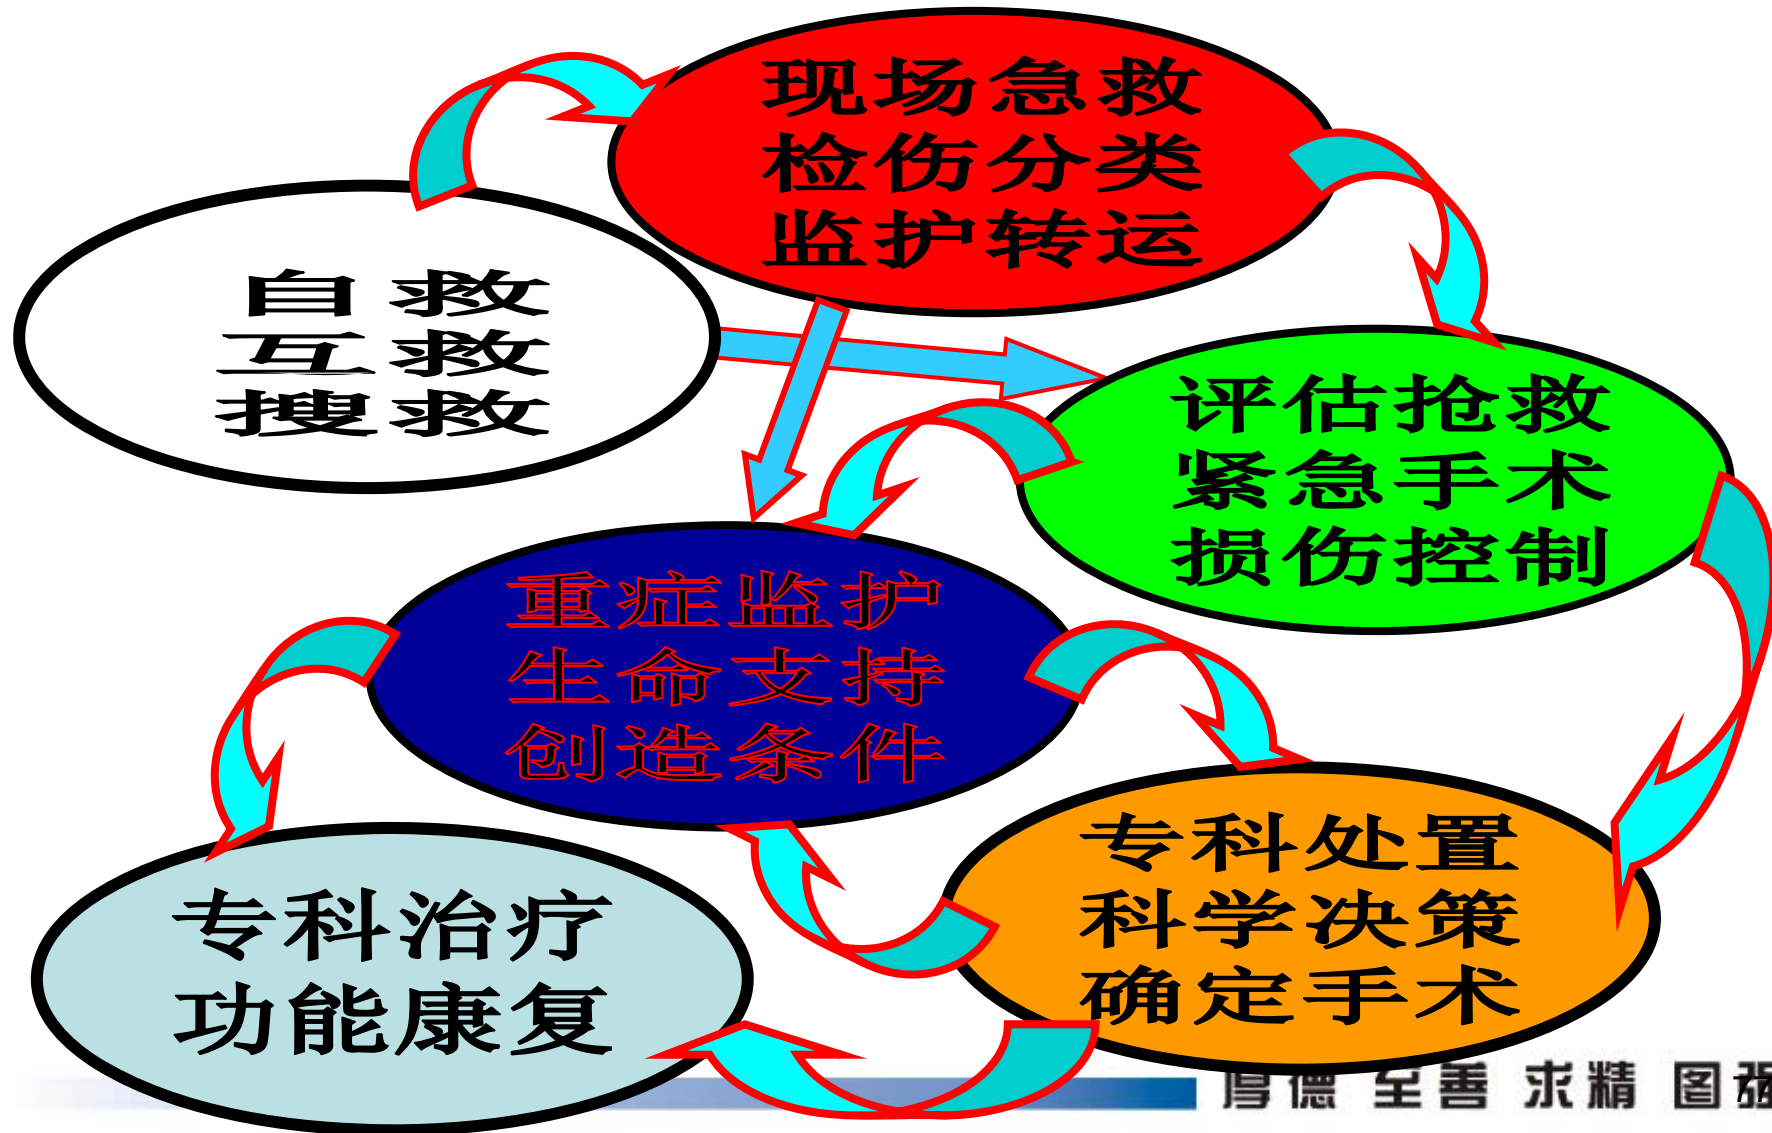 现场急救
检伤分类
监护转运
自救
互救
搜救
评估抢救
紧急手术
损伤控制
重症监护
生命支持
创造条件
专科处置
科学决策
确定手术
专科治疗
功能康复
厚德 至善 求精 图强